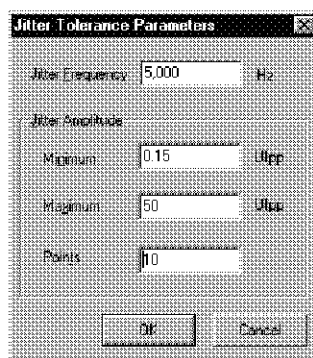 Jitter Tolerance Parameters
Jitter Frequency 5,000 Hz
Jitter Amplitude
Minimum 0.15 UIpp
Maximum 50 UIpp
Points 10
OK Cancel